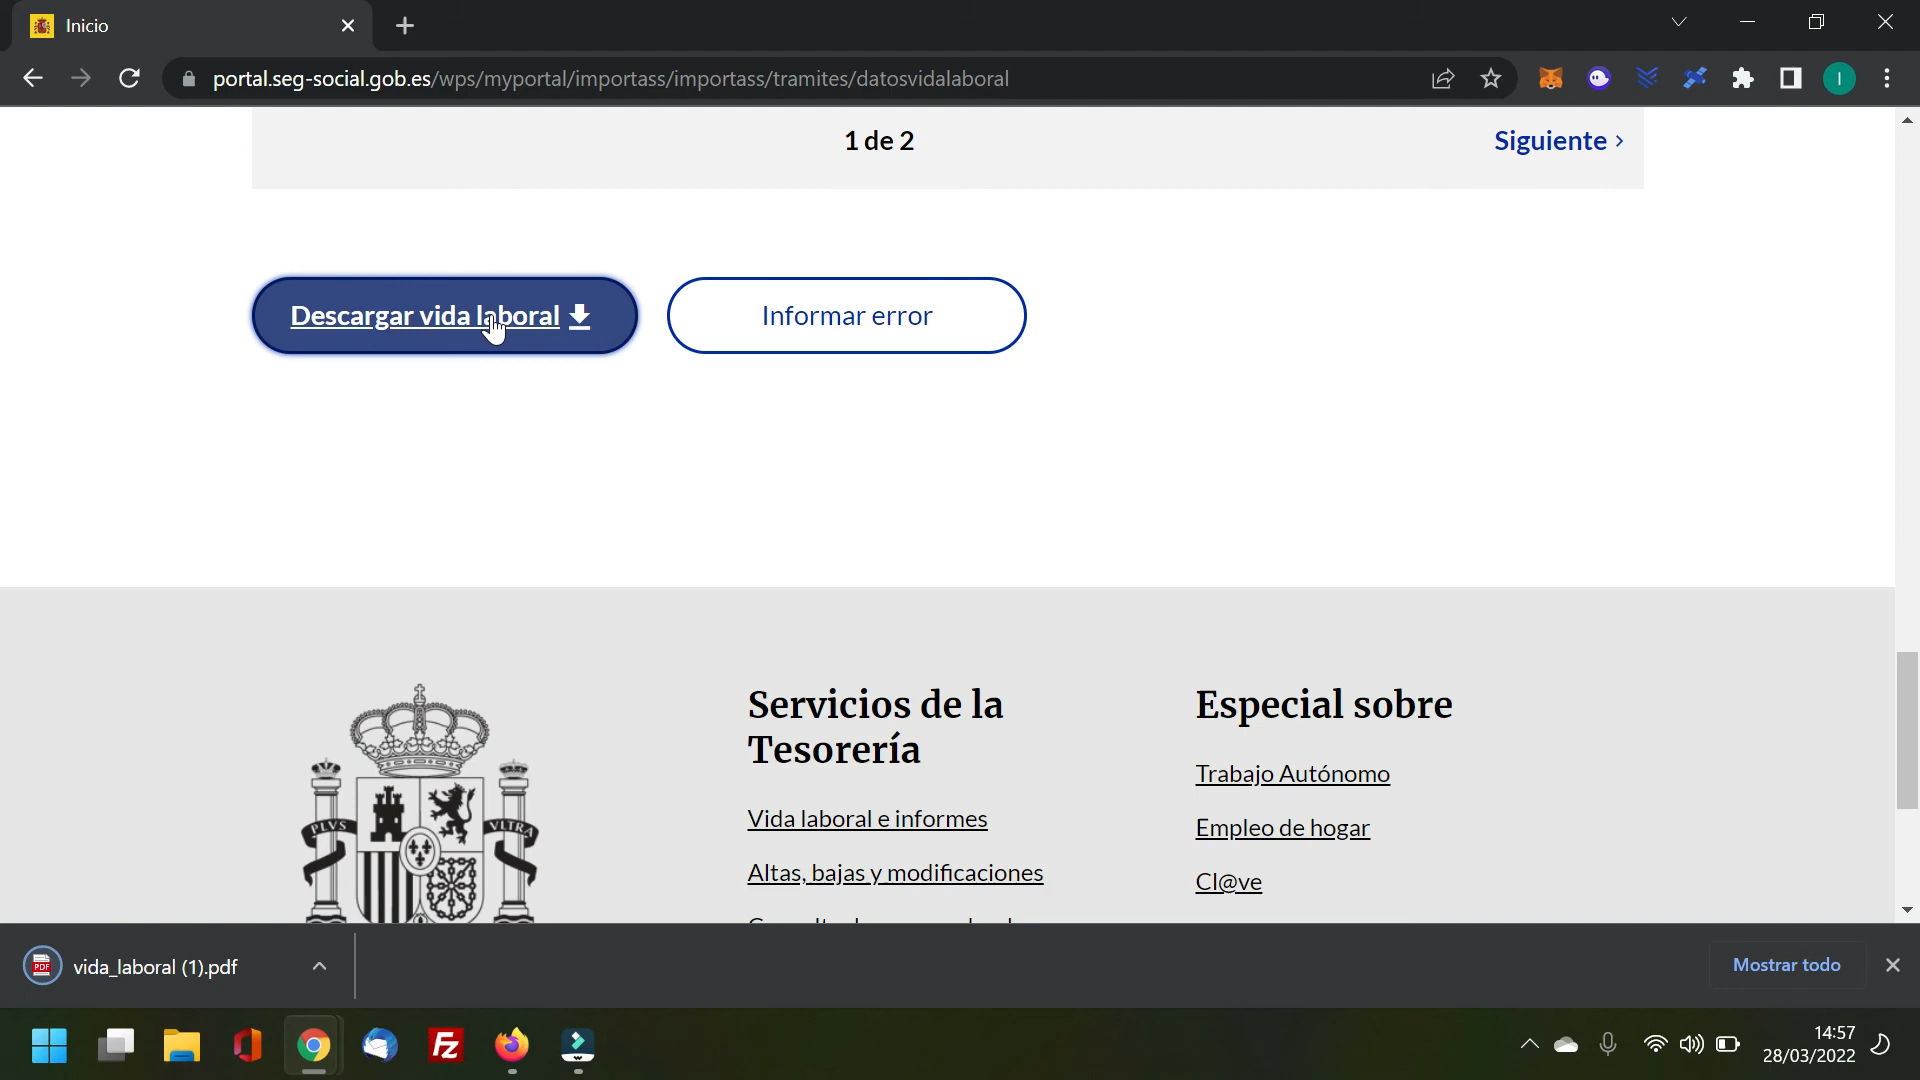 Inicio
portal.seg-social.gob.es/wps/myportal/importass/importass/tramites/datosvidalaboral
I
1 de 2
Siguiente ›
Descargar vida laboral
Informar error
Servicios de la
Tesorería
Especial sobre
Trabajo Autónomo
Vida laboral e informes
Empleo de hogar
Altas, bajas y modificaciones
Cl@ve
PLVS
VLTRA
PDF
vida_laboral (1).pdf
Mostrar todo
Fz
14:57
28/03/2022